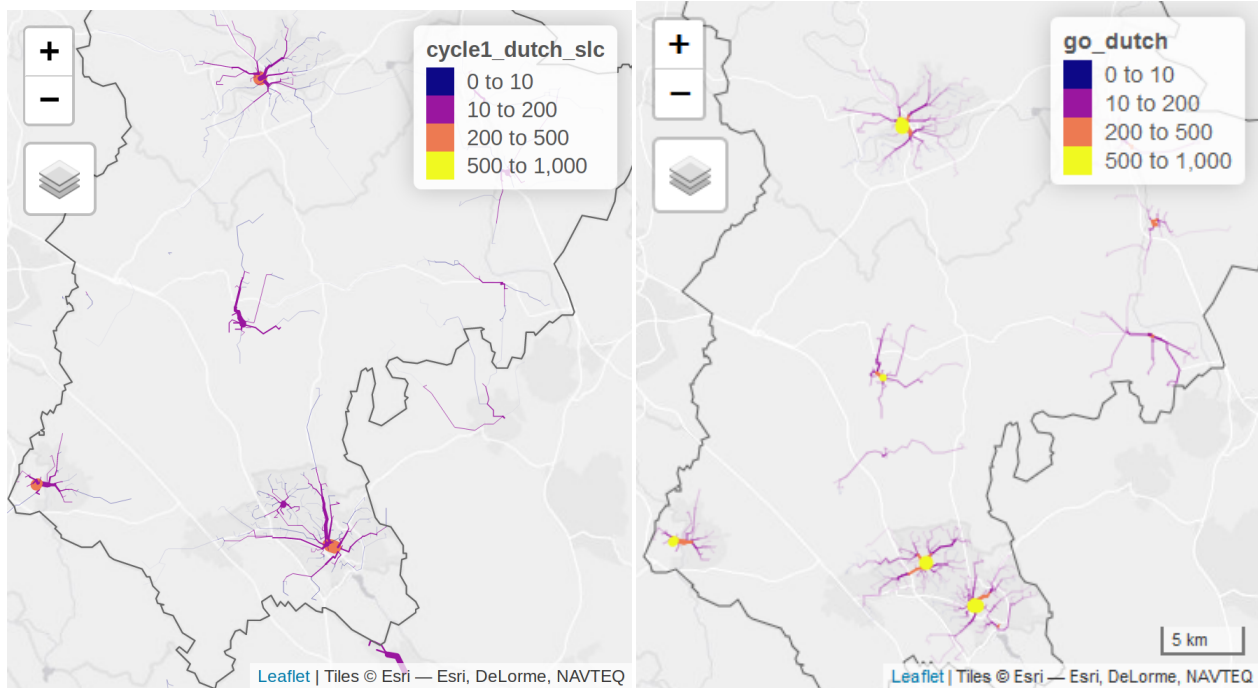 +
−
cycle1_dutch_slc
0 to 10
10 to 200
200 to 500
500 to 1,000
Leaflet | Tiles © Esri — Esri, DeLorme, NAVTEQ
+
−
go_dutch
0 to 10
10 to 200
200 to 500
500 to 1,000
5 km
Leaflet | Tiles © Esri — Esri, DeLorme, NAVTEQ